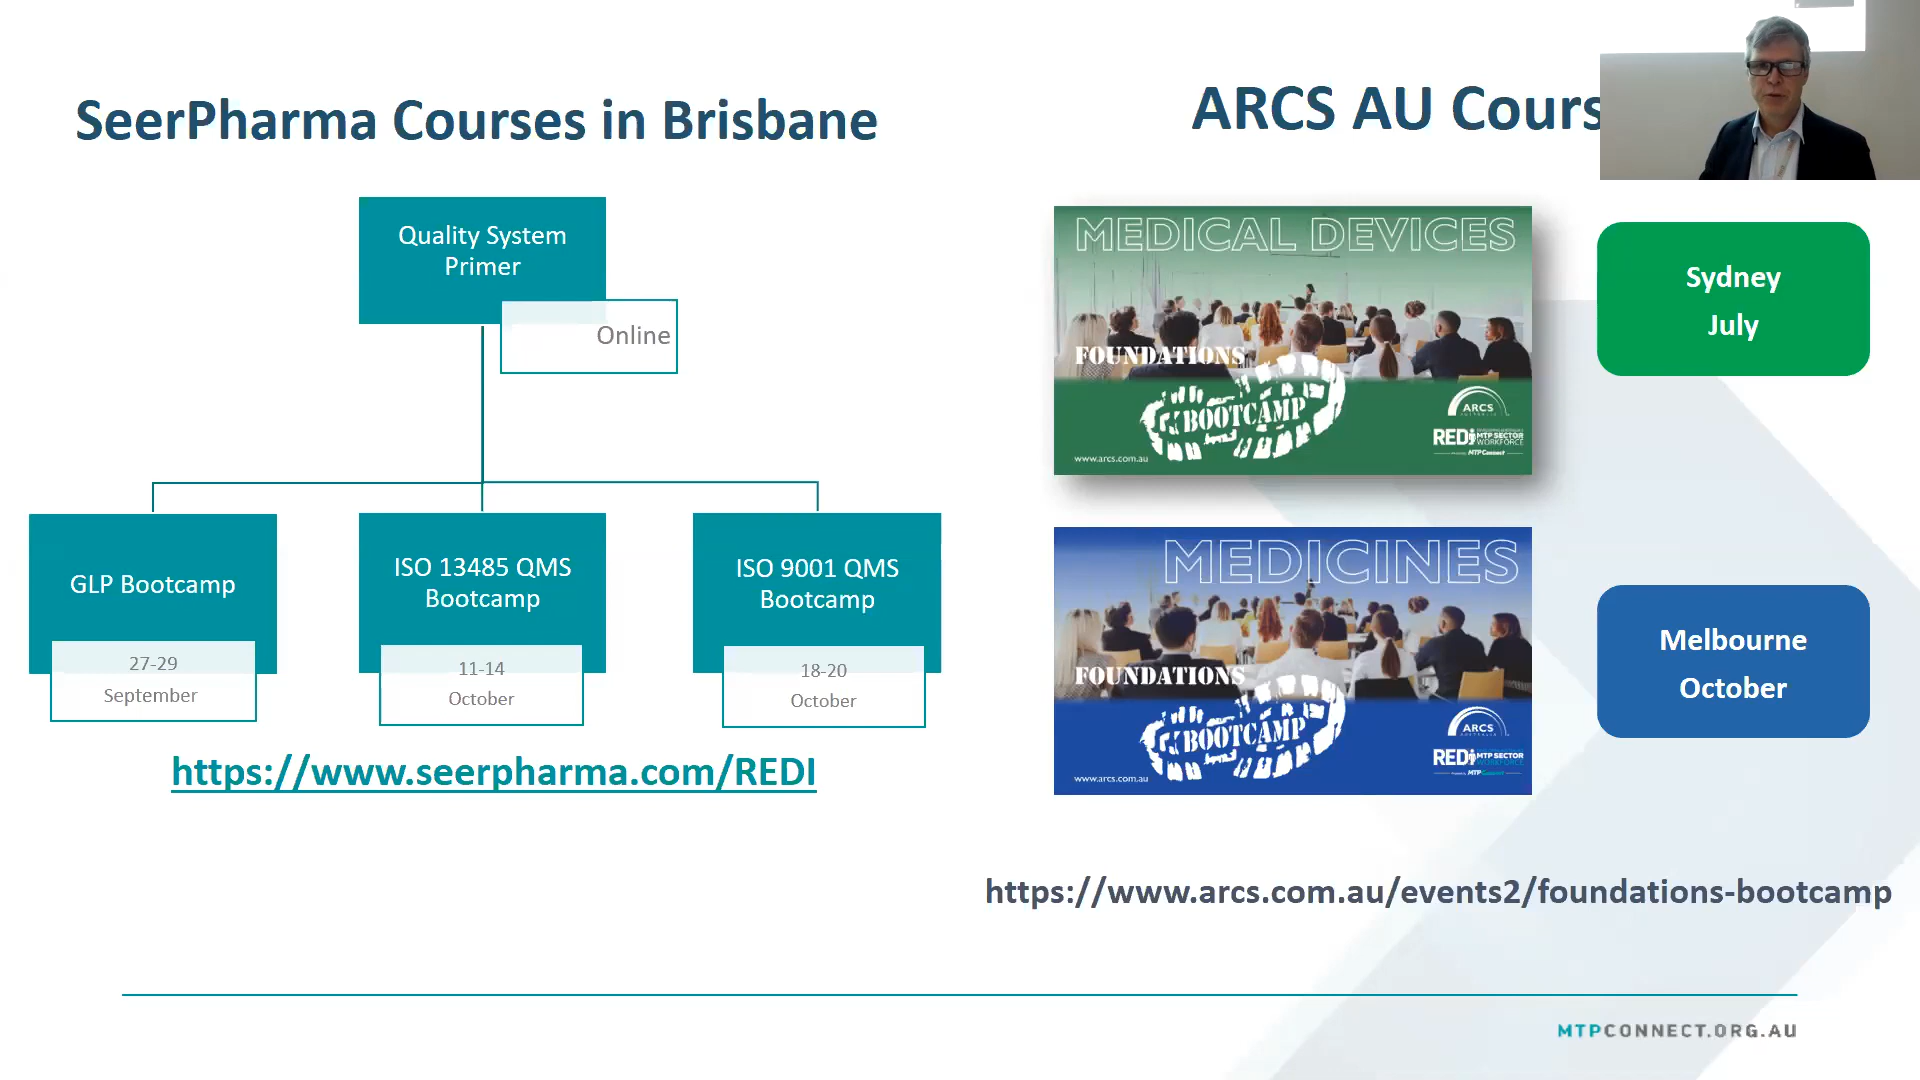 SeerPharma Courses in Brisbane
Quality System
Primer
Online
GLP Bootcamp
27-29
September
ISO 13485 QMS
Bootcamp
11-14
October
ISO 9001 QMS
Bootcamp
18-20
October
https://www.seerpharma.com/REDI
ARCS AU Cours
MEDICAL DEVICES
FOUNDATIONS
BOOTCAMP
ARCS
AUSTRALIA
REDi MTP SECTOR
WORKFORCE
MTPConnect
www.arcs.com.au
Sydney
July
MEDICINES
FOUNDATIONS
BOOTCAMP
ARCS
AUSTRALIA
REDi MTP SECTOR
WORKFORCE
MTPConnect
www.arcs.com.au
Melbourne
October
https://www.arcs.com.au/events2/foundations-bootcamp
MTPCONNECT.ORG.AU